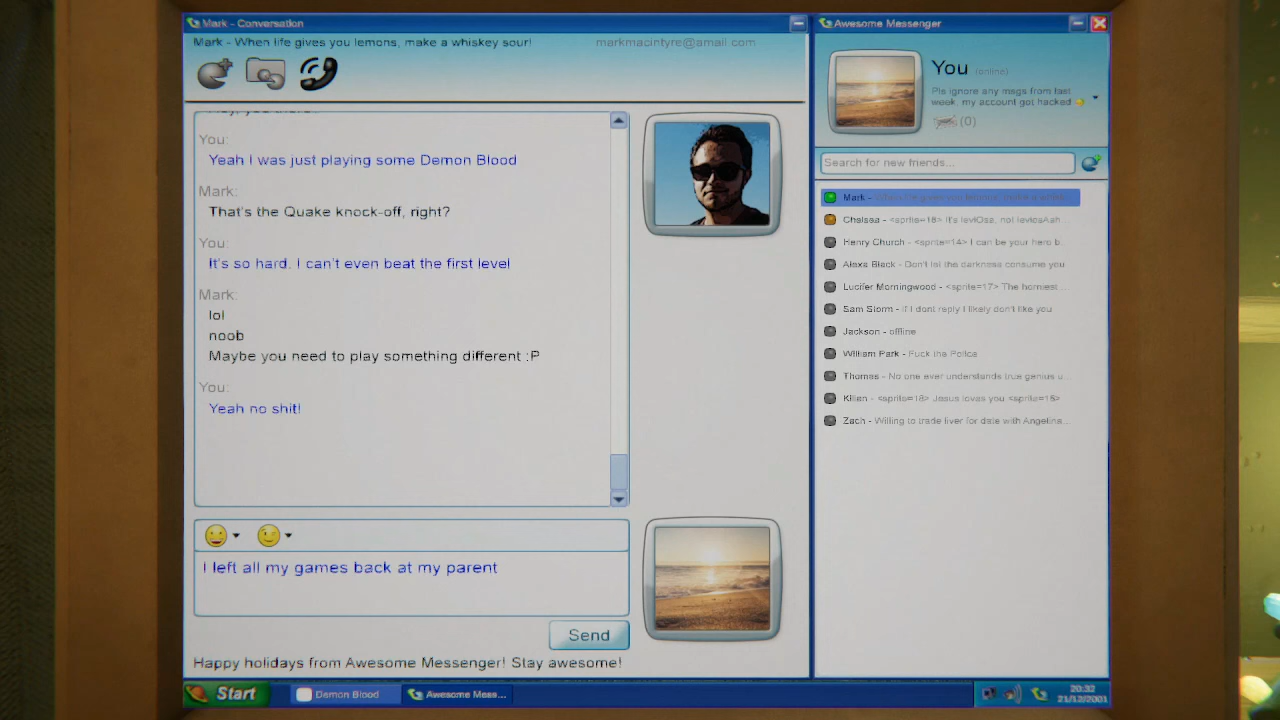 Mark - Conversation
Mark - When life gives you lemons, make a whiskey sour!
markmacintyre@amail.com
You:
Yeah I was just playing some Demon Blood
Mark:
That's the Quake knock-off, right?
You:
It's so hard. I can't even beat the first level
Mark:
lol
noob
Maybe you need to play something different :P
You:
Yeah no shit!
I left all my games back at my parent
Send
Happy holidays from Awesome Messenger! Stay awesome!
Awesome Messenger
You (online)
Pls ignore any msgs from last
week, my account got hacked
(0)
Search for new friends...
Mark -
Chelsea - <sprite=18> It's leviOsa, not leviosAah...
Henry Church - <sprite=14> I can be your hero b...
Alexa Black - Don't let the darkness consume you
Lucifer Morningwood - <sprite=17> The horniest ...
Sam Storm - if I dont reply I likely don't like you
Jackson - offline
William Park - Fuck the Police
Thomas - No one ever understands true genius u...
Kilian - <sprite=18> Jesus loves you <sprite=18>
Zach - Willing to trade liver for date with Angelina...
Start
Demon Blood
Awesome Mess...
20:32
21/12/2001